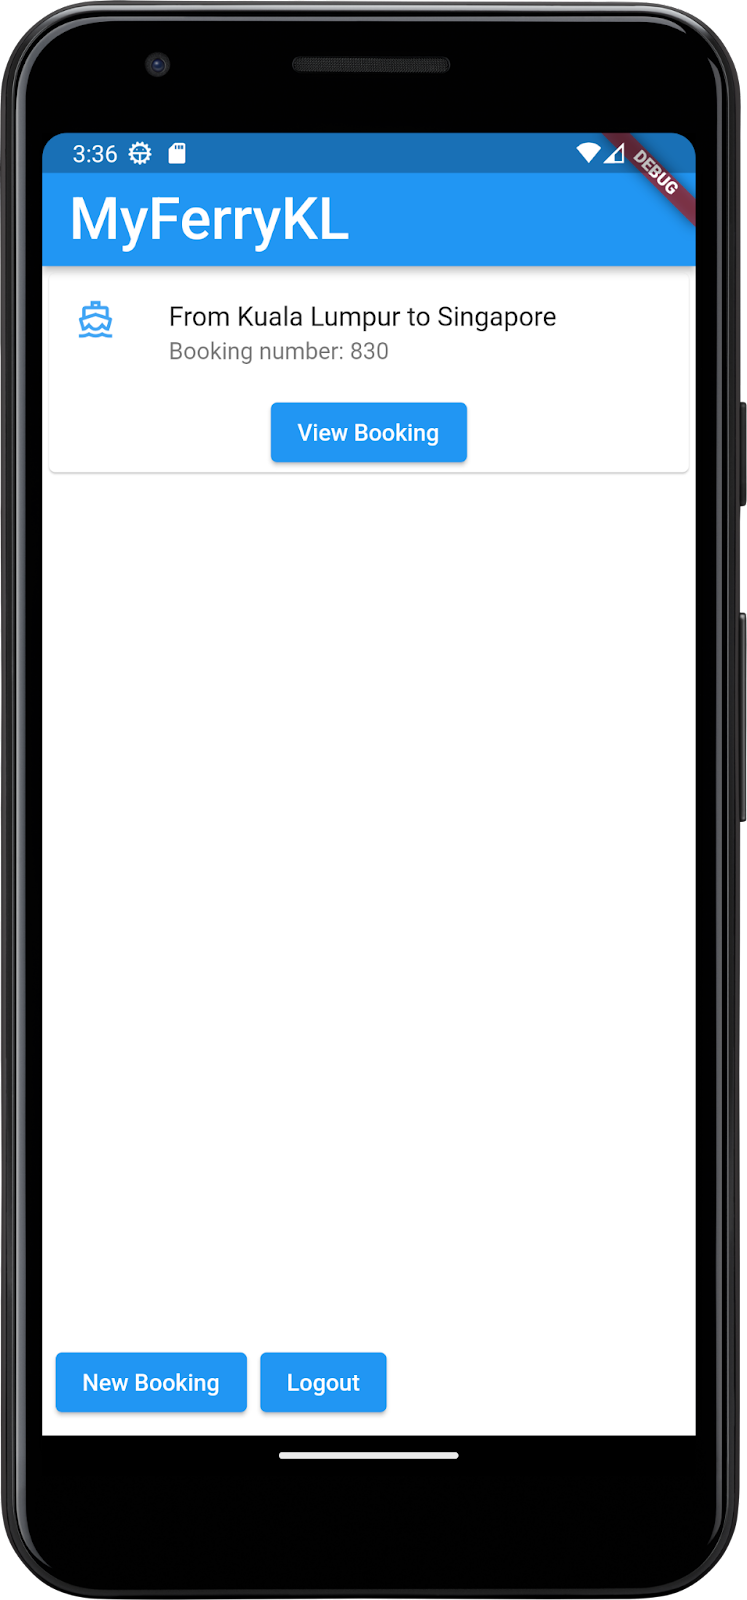 3:36
DEBUG
MyFerryKL
From Kuala Lumpur to Singapore
Booking number: 830
View Booking
New Booking
Logout